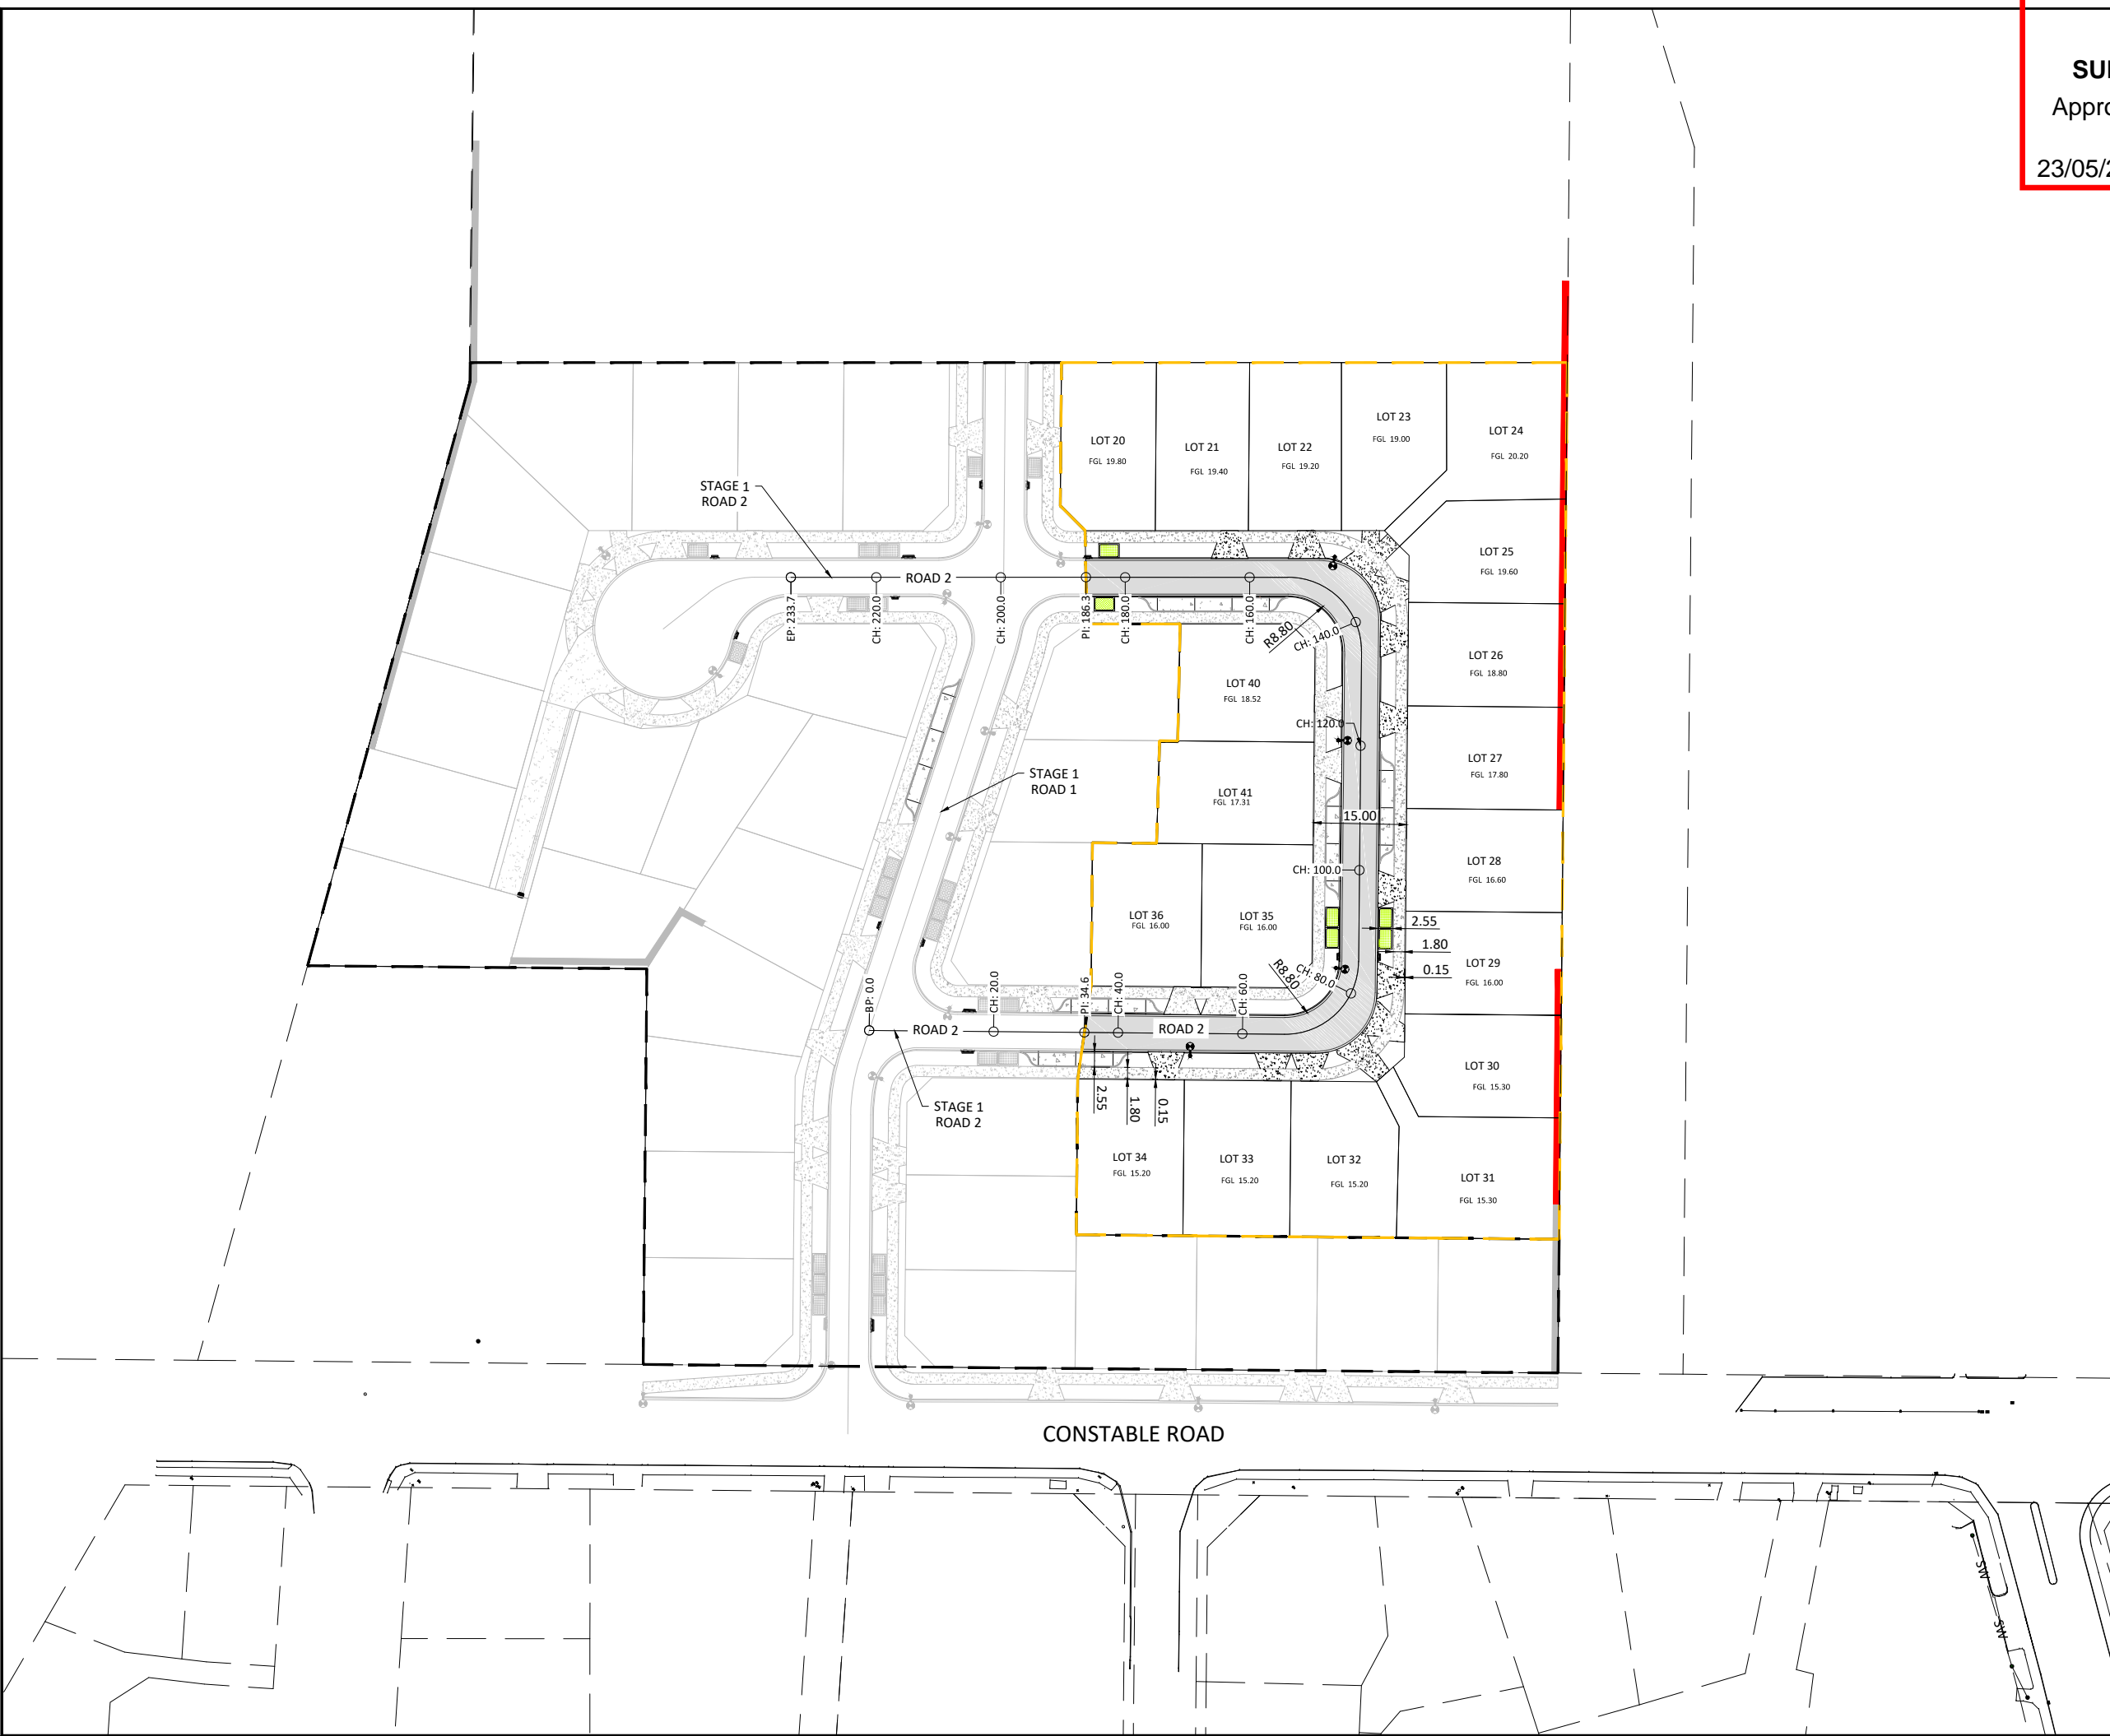 SU
Appro
23/05/2
LOT 20
FGL 19.80
LOT 21
FGL 19.40
LOT 22
FGL 19.20
LOT 23
FGL 19.00
LOT 24
FGL 20.20
STAGE 1
ROAD 2
LOT 25
FGL 19.60
ROAD 2
EP: 233.7
CH: 220.0
CH: 200.0
PI: 186.3
CH: 180.0
CH: 160.0
R8.80
CH: 140.0
LOT 26
FGL 18.80
LOT 40
FGL 18.52
CH: 120.0
LOT 27
FGL 17.80
STAGE 1
ROAD 1
LOT 41
FGL 17.31
15.00
LOT 28
FGL 16.60
CH: 100.0
LOT 36
FGL 16.00
LOT 35
FGL 16.00
2.55
1.80
0.15
LOT 29
FGL 16.00
R8.80
CH: 80.0
BP: 0.0
CH: 20.0
PI: 34.6
CH: 40.0
CH: 60.0
ROAD 2
ROAD 2
LOT 30
FGL 15.30
2.55
1.80
0.15
STAGE 1
ROAD 2
LOT 34
FGL 15.20
LOT 33
FGL 15.20
LOT 32
FGL 15.20
LOT 31
FGL 15.30
CONSTABLE ROAD
SW
SW